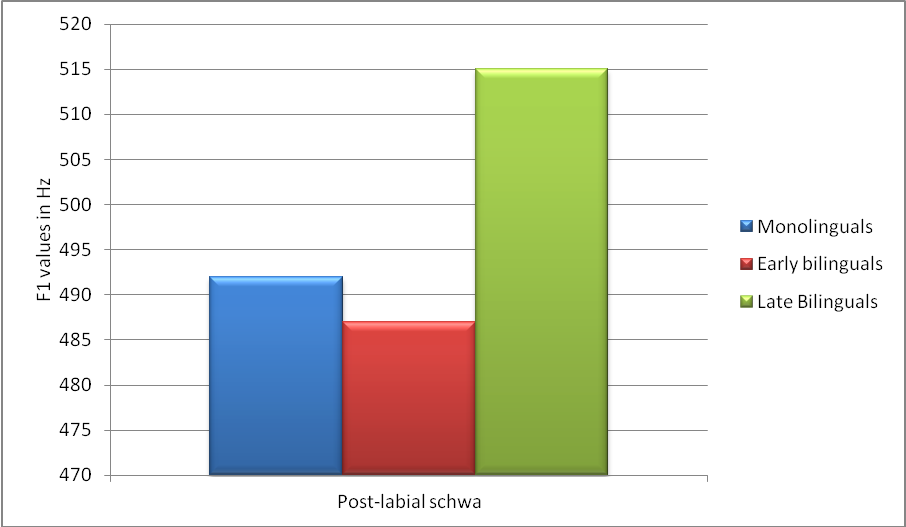 520
515
510
505
500
495
490
485
480
475
470
F1 values in Hz
Post-labial schwa
Monolinguals
Early bilinguals
Late Bilinguals